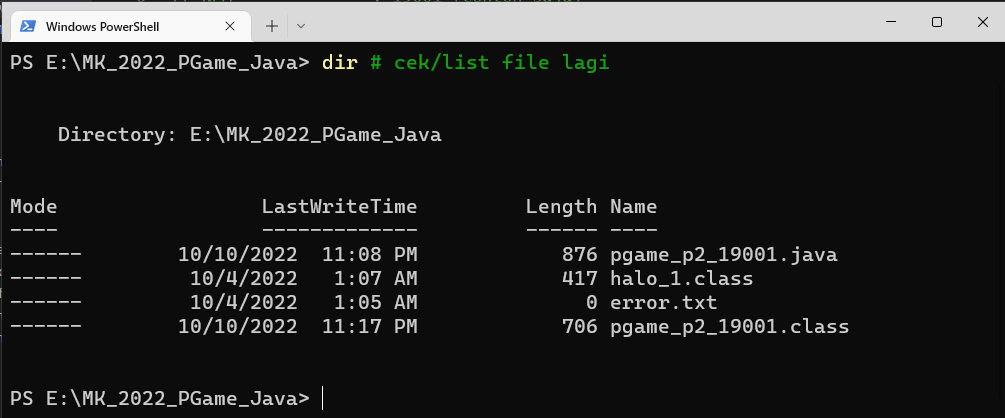 Windows PowerShell
PS E:\MK_2022_PGame_Java> dir # cek/list file lagi
Directory: E:\MK_2022_PGame_Java
Mode                 LastWriteTime         Length Name
----                 -------------         ------ ----
------        10/10/2022  11:08 PM            876 pgame_p2_19001.java
------         10/4/2022   1:07 AM            417 halo_1.class
------         10/4/2022   1:05 AM              0 error.txt
------        10/10/2022  11:17 PM            706 pgame_p2_19001.class
PS E:\MK_2022_PGame_Java>